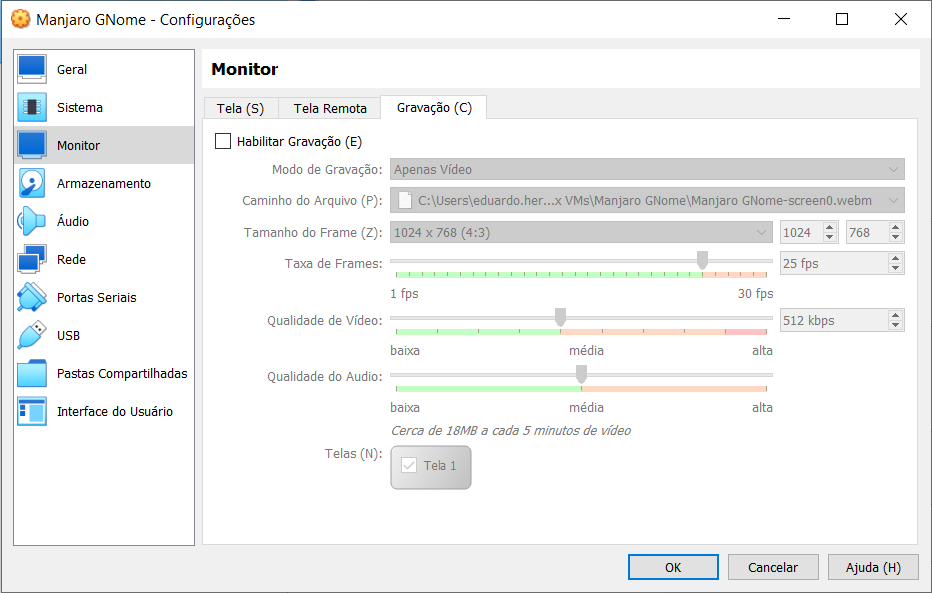 Manjaro GNome - Configurações
Geral
Sistema
Monitor
Armazenamento
Áudio
Rede
Portas Seriais
USB
Pastas Compartilhadas
Interface do Usuário
Monitor
Tela (S) Tela Remota Gravação (C)
Habilitar Gravação (E)
Modo de Gravação: Apenas Vídeo
Caminho do Arquivo (P): C:\Users\eduardo.her...x VMs\Manjaro GNome\Manjaro GNome-screen0.webm
Tamanho do Frame (Z): 1024 x 768 (4:3) 1024 768
Taxa de Frames: 25 fps
1 fps 30 fps
Qualidade de Vídeo: 512 kbps
baixa média alta
Qualidade do Audio:
baixa média alta
Cerca de 18MB a cada 5 minutos de vídeo
Telas (N): Tela 1
OK Cancelar Ajuda (H)